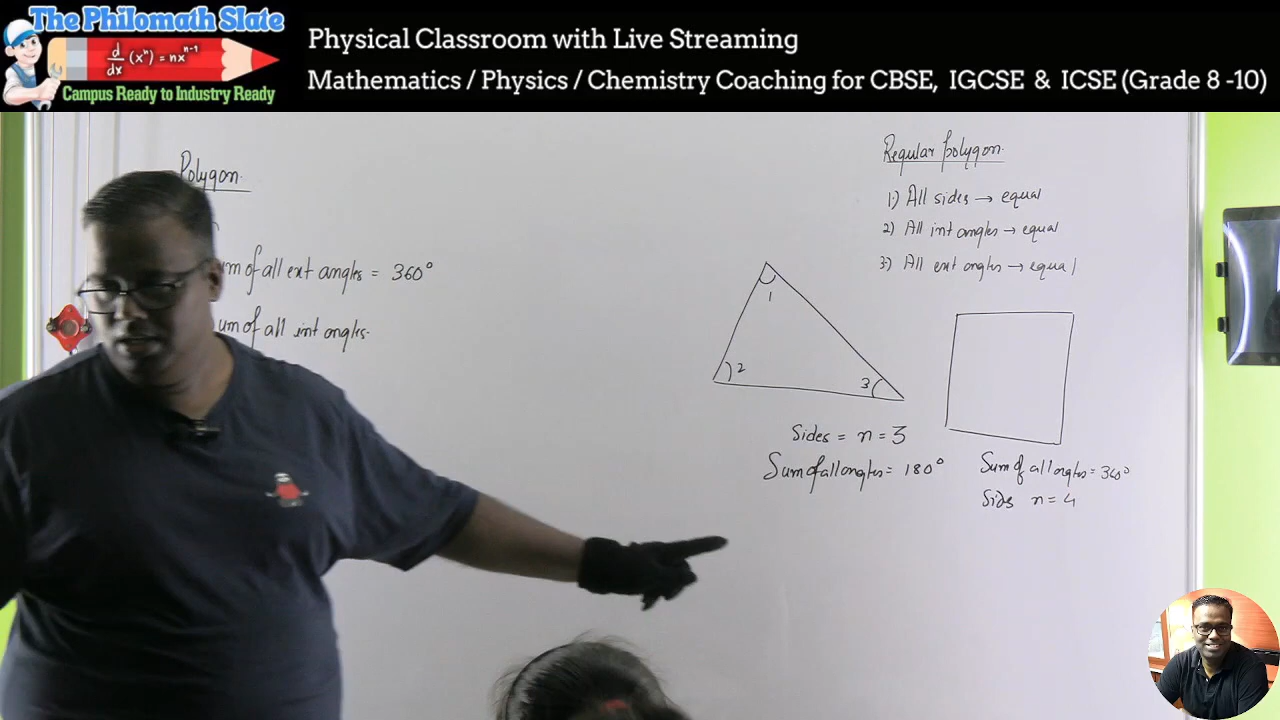 The Philomath Slate
d/dx (xⁿ) = nxⁿ⁻¹
Campus Ready to Industry Ready
Physical Classroom with Live Streaming
Mathematics / Physics / Chemistry Coaching for CBSE, IGCSE & ICSE (Grade 8 -10)
Polygon
um of all ext angles = 360°
um of all int angles
Regular polygon
1) All sides → equal
2) All int angles → equal
3) All ext angles → equal
1
2
3
Sides = n = 3
Sum of all angles = 180°
Sum of all angles = 360°
Sids n = 4